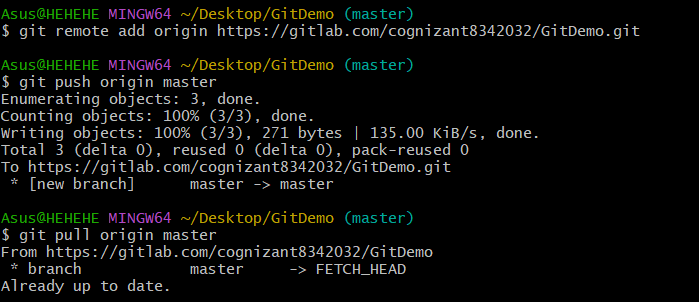 Asus@HEHEHE MINGW64 ~/Desktop/GitDemo (master)
$ git remote add origin https://gitlab.com/cognizant8342032/GitDemo.git
Asus@HEHEHE MINGW64 ~/Desktop/GitDemo (master)
$ git push origin master
Enumerating objects: 3, done.
Counting objects: 100% (3/3), done.
Writing objects: 100% (3/3), 271 bytes | 135.00 KiB/s, done.
Total 3 (delta 0), reused 0 (delta 0), pack-reused 0
To https://gitlab.com/cognizant8342032/GitDemo.git
 * [new branch]      master -> master
Asus@HEHEHE MINGW64 ~/Desktop/GitDemo (master)
$ git pull origin master
From https://gitlab.com/cognizant8342032/GitDemo
 * branch            master     -> FETCH_HEAD
Already up to date.